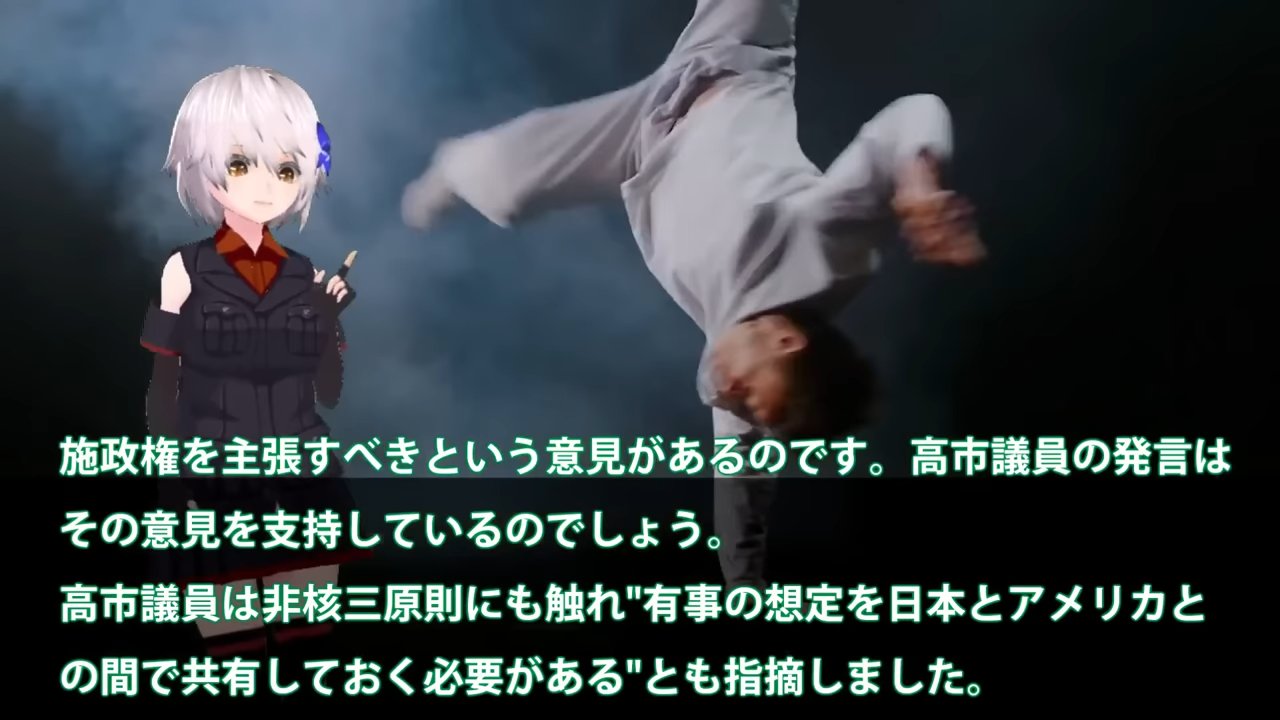 施政権を主張すべきという意見があるのです。高市議員の発言は
その意見を支持しているのでしょう。
高市議員は非核三原則にも触れ"有事の想定を日本とアメリカと
の間で共有しておく必要がある"とも指摘しました。